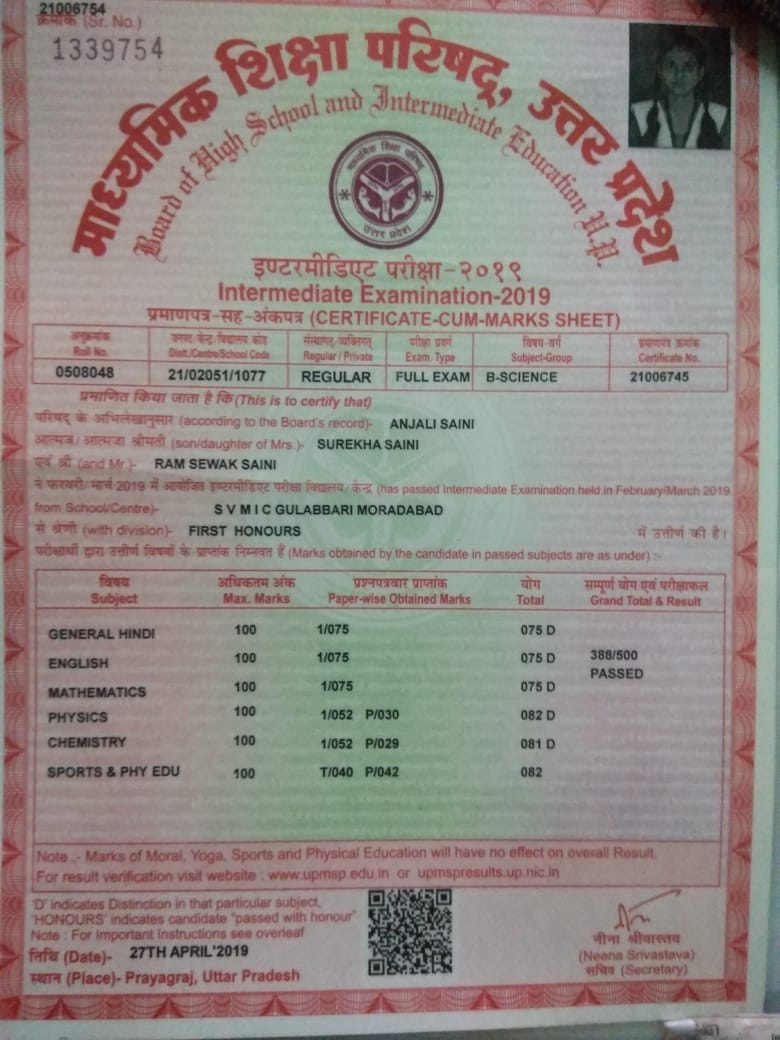 21006754
क्रमांक (Sr. No.)
1339754
माध्यमिक शिक्षा परिषद्, उत्तर प्रदेश
Board of High School and Intermediate Education U.P.
माध्यमिक शिक्षा परिषद्
उत्तर प्रदेश
इण्टरमीडिएट परीक्षा-२०१९
Intermediate Examination-2019
प्रमाणपत्र-सह-अंकपत्र (CERTIFICATE-CUM-MARKS SHEET)
अनुक्रमांक जनपद/केन्द्र/विद्यालय कोड संस्थागत/व्यक्तिगत परीक्षा प्रवर्ग विषय-वर्ग प्रमाणपत्र क्रमांक
Roll No. Distt./Centre/School Code Regular / Private Exam. Type Subject-Group Certificate No.
0508048 21/02051/1077 REGULAR FULL EXAM B-SCIENCE 21006745
प्रमाणित किया जाता है कि (This is to certify that)
परिषद् के अभिलेखानुसार (according to the Board's record)- ANJALI SAINI
आत्मज/आत्मजा श्रीमती (son/daughter of Mrs.)- SUREKHA SAINI
एवं श्री (and Mr.)- RAM SEWAK SAINI
ने फरवरी/मार्च 2019 में आयोजित इण्टरमीडिएट परीक्षा विद्यालय/केन्द्र (has passed Intermediate Examination held in February/March 2019
from School/Centre)- S V M I C GULABBARI MORADABAD
से श्रेणी (with division)- FIRST HONOURS में उत्तीर्ण की है।
परीक्षार्थी द्वारा उत्तीर्ण विषयों के प्राप्तांक निम्नवत हैं (Marks obtained by the candidate in passed subjects are as under) :-
विषय अधिकतम अंक प्रश्नपत्रवार प्राप्तांक योग सम्पूर्ण योग एवं परीक्षाफल
Subject Max. Marks Paper-wise Obtained Marks Total Grand Total & Result
GENERAL HINDI 100 1/075 075 D
ENGLISH 100 1/075 075 D 388/500
PASSED
MATHEMATICS 100 1/075 075 D
PHYSICS 100 1/052 P/030 082 D
CHEMISTRY 100 1/052 P/029 081 D
SPORTS & PHY EDU 100 T/040 P/042 082
Note :- Marks of Moral, Yoga, Sports and Physical Education will have no effect on overall Result.
For result verification visit website : www.upmsp.edu.in or upmspresults.up.nic.in
'D' indicates Distinction in that particular subject.
'HONOURS' indicates candidate "passed with honour"
Note : For Important Instructions see overleaf
तिथि (Date)- 27TH APRIL'2019
स्थान (Place)- Prayagraj, Uttar Pradesh
नीना श्रीवास्तव
(Neena Srivastava)
सचिव (Secretary)